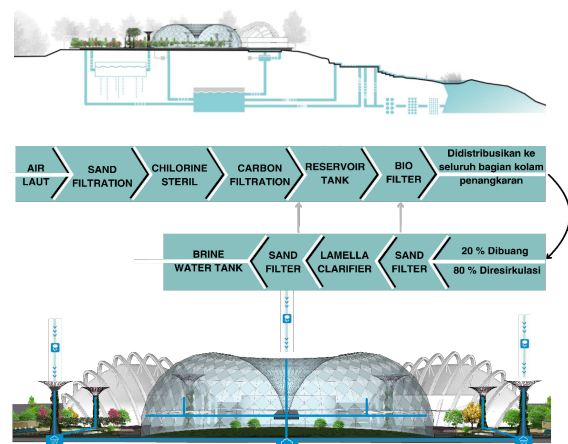 AIR
LAUT
SAND
FILTRATION
CHILORINE
STERIL
CARBON
FILTRATION
RESERVOIR
TANK
BIO
FILTER
Didistribusikan ke
seluruh bagian kolam
penangkaran
BRINE
WATER TANK
SAND
FILTER
LAMELLA
CLARIFIER
SAND
FILTER
20 % Dibuang
80 % Diresirkulasi